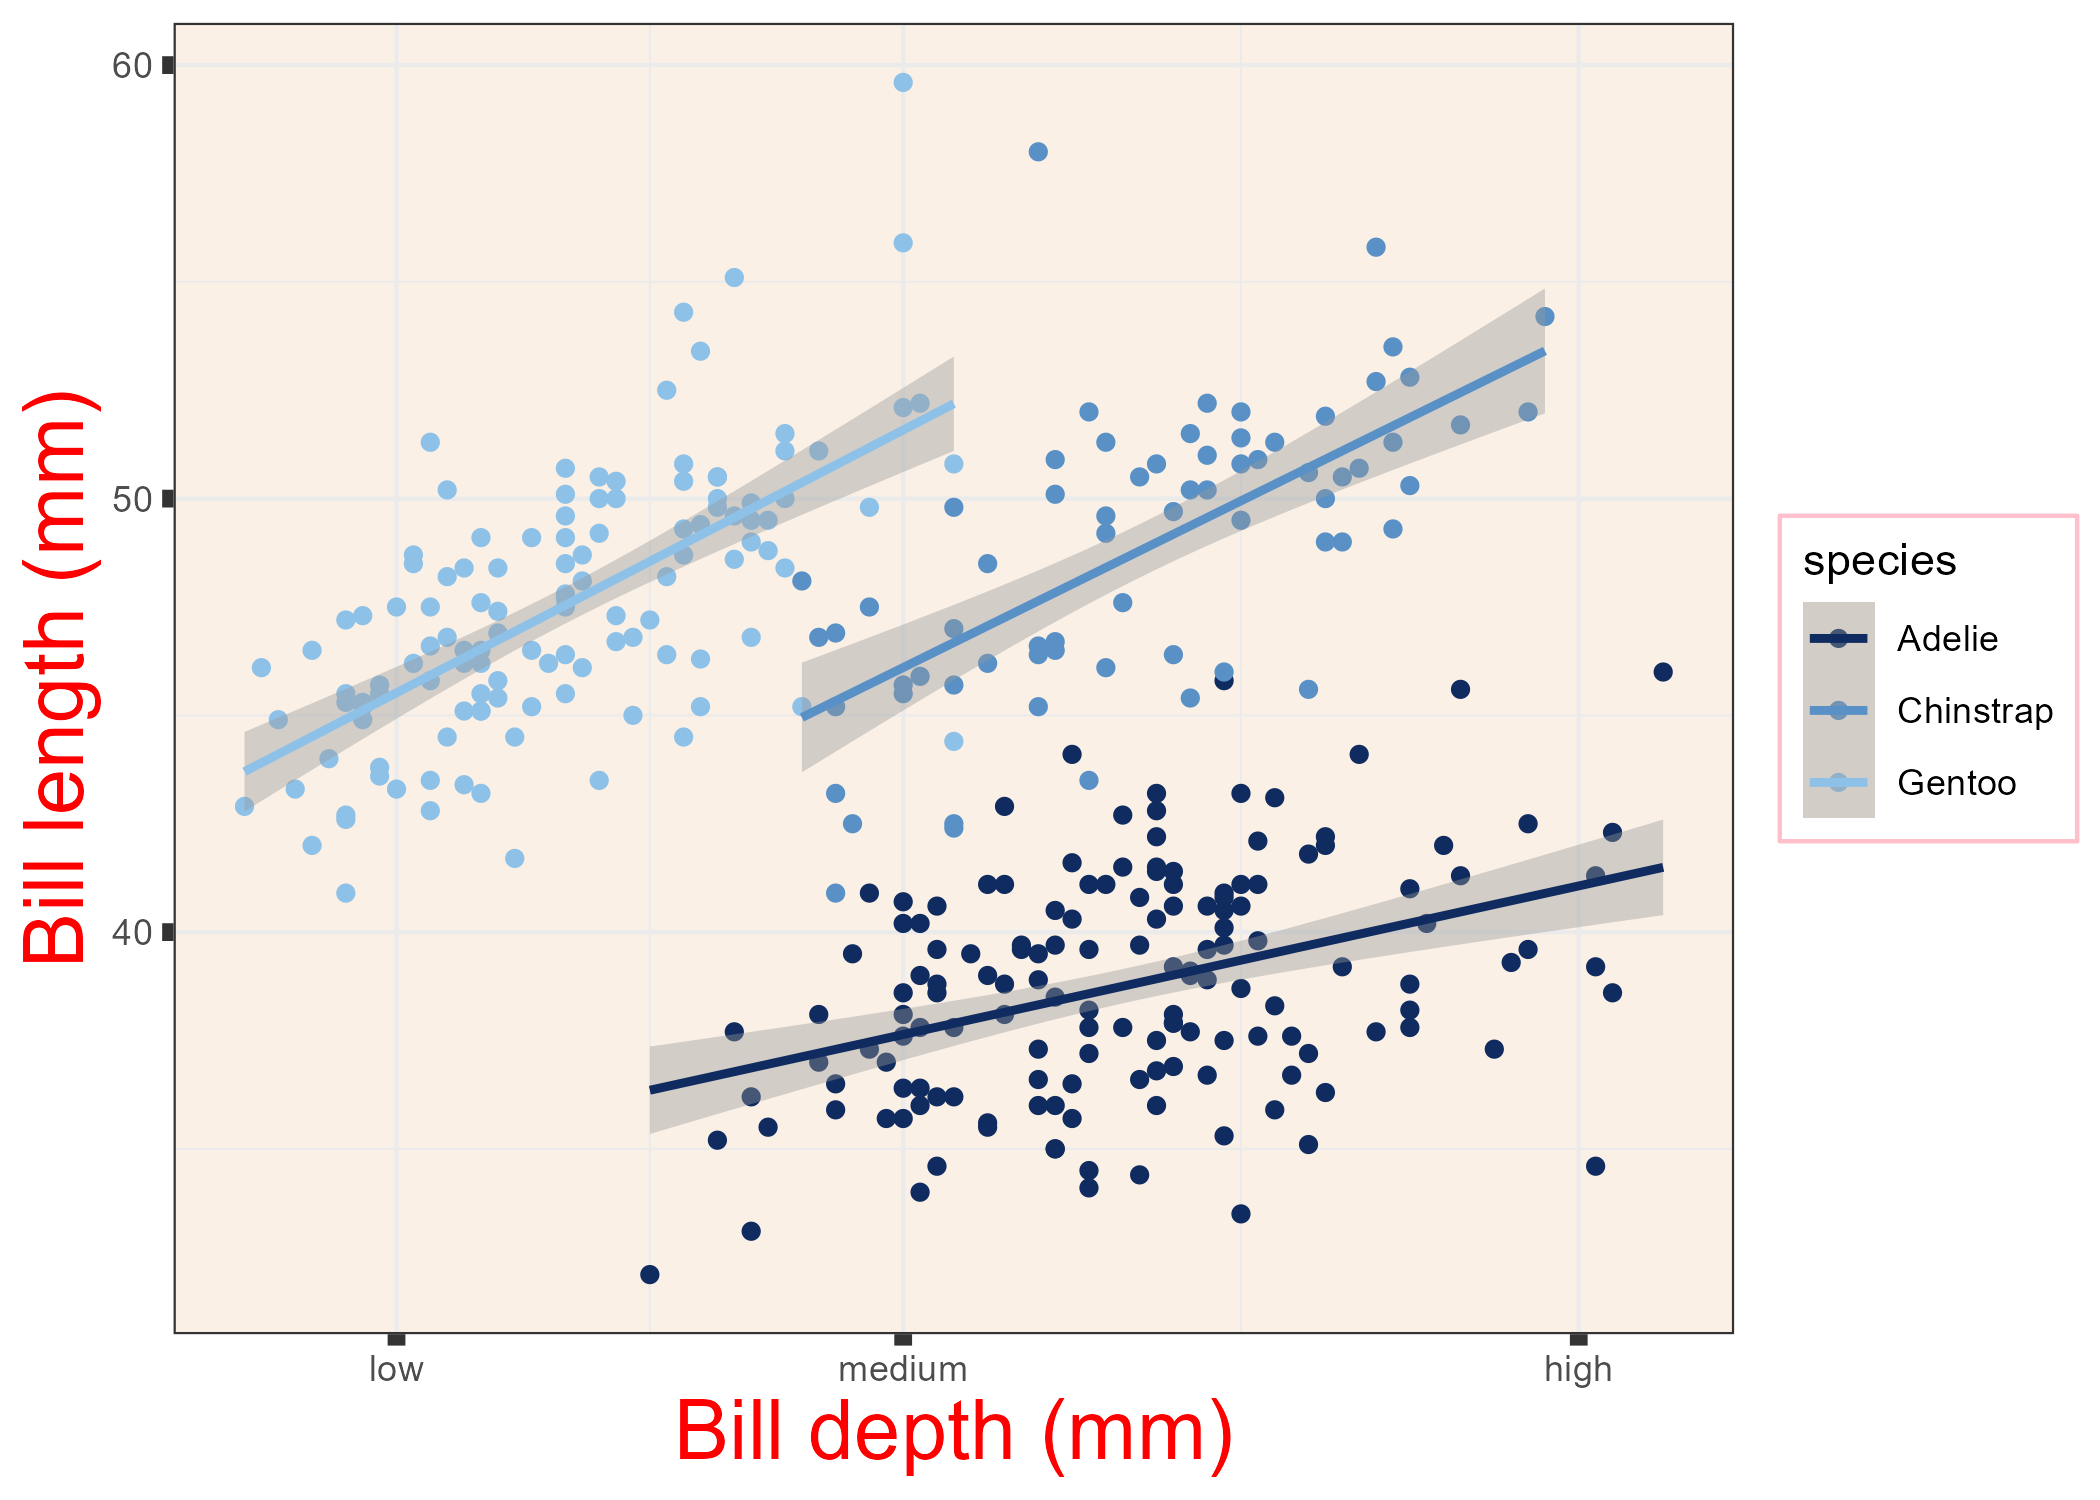 60
50
40
Bill length (mm)
low
medium
high
Bill depth (mm)
species
Adelie
Chinstrap
Gentoo